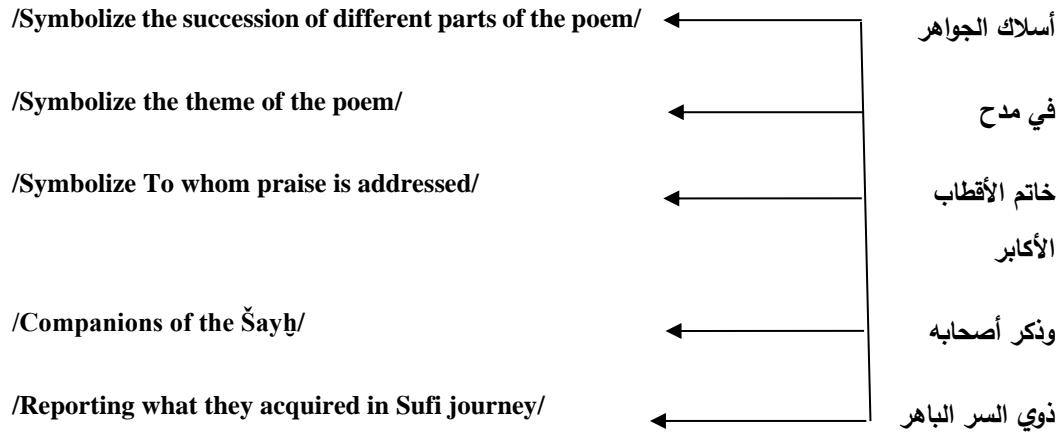 /Symbolize the succession of different parts of the poem/ أسلاك الجواهر
/Symbolize the theme of the poem/ في مدح
/Symbolize To whom praise is addressed/ خاتم الأقطاب
الأكابر
/Companions of the Šayḫ/ وذكر أصحابه
/Reporting what they acquired in Sufi journey/ ذوي السر الباهر